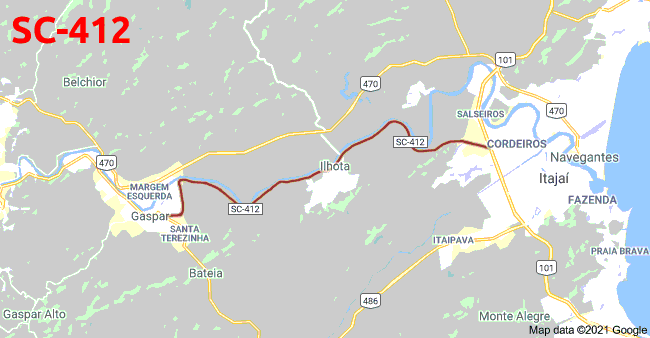 SC-412
101
Belchior
470
SALSEIROS
470
SC-412
CORDEIROS
470
Navegantes
Ilhota
Itajaí
MARGEM
ESQUERDA
FAZENDA
SC-412
Gaspar
SANTA
TEREZINHA
ITAIPAVA
PRAIA BRAVA
Bateia
101
486
Gaspar Alto
Monte Alegre
Map data ©2021 Google